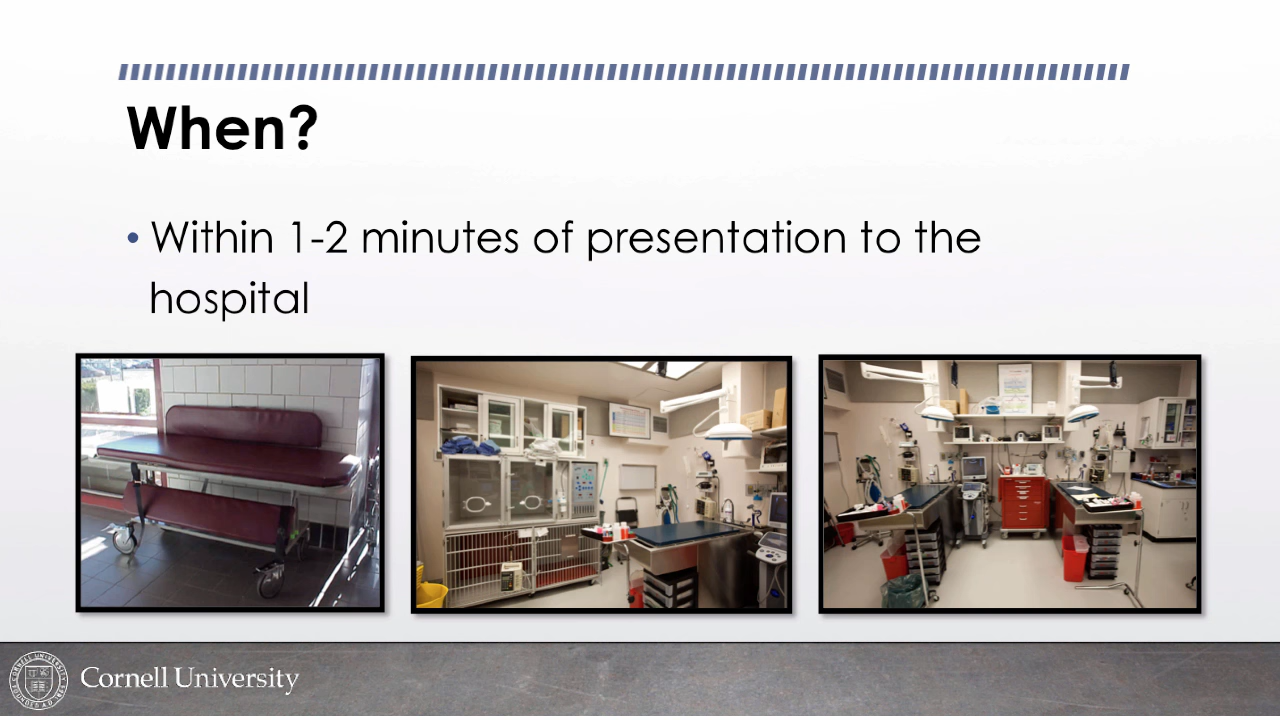 When?
• Within 1-2 minutes of presentation to the
hospital
Cornell University